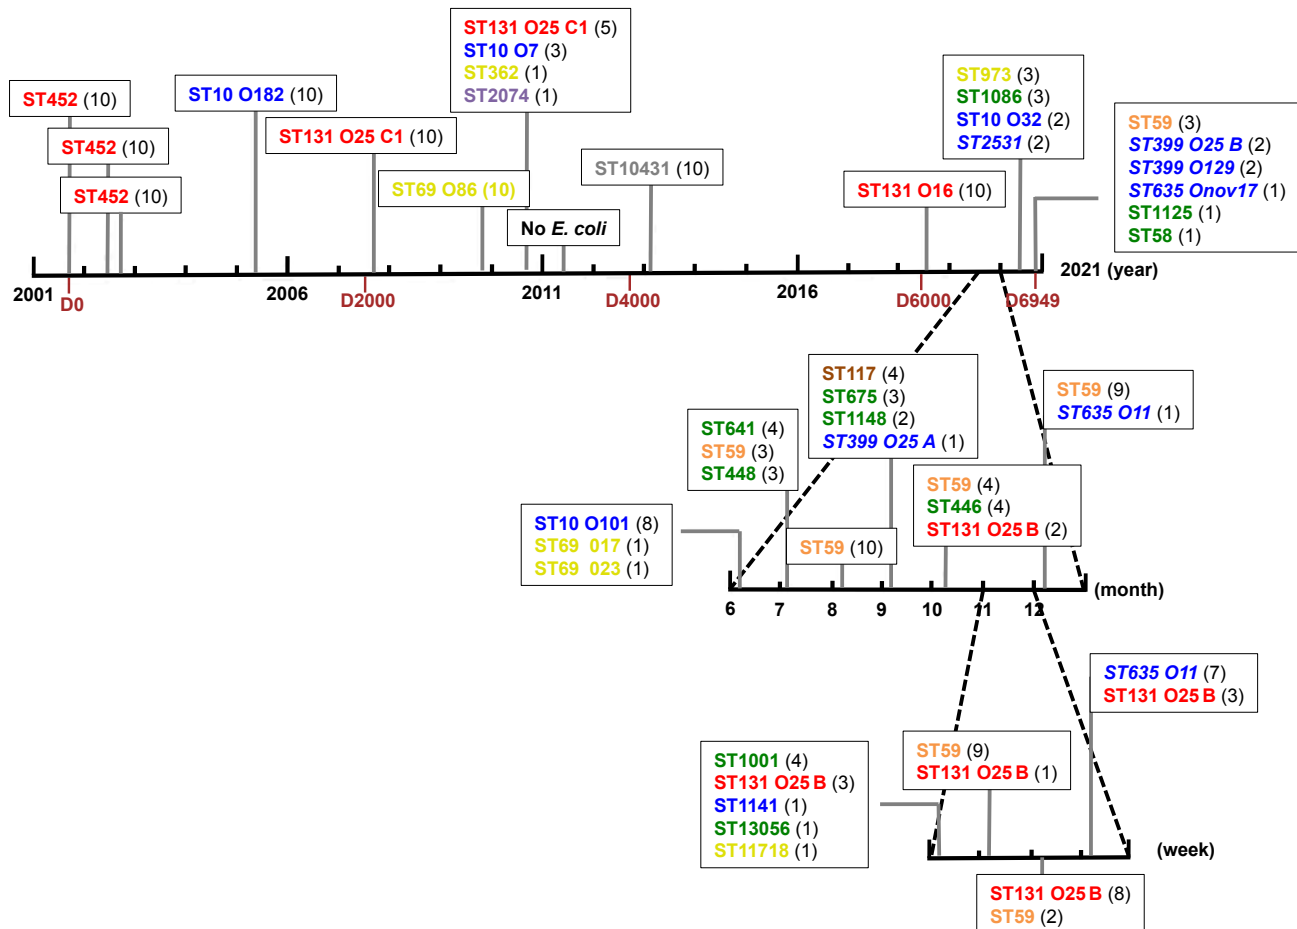 ST131 O25 C1 (5)
ST10 O7 (3)
ST362 (1)
ST2074 (1)
ST973 (3)
ST1086 (3)
ST10 O32 (2)
ST2531 (2)
ST452 (10)
ST10 O182 (10)
ST59 (3)
ST399 O25 B (2)
ST399 O129 (2)
ST635 Onov17 (1)
ST1125 (1)
ST58 (1)
ST452 (10)
ST131 O25 C1 (10)
ST452 (10)
ST69 O86 (10)
ST10431 (10)
ST131 O16 (10)
No E. coli
2001
2006
2011
2016
2021 (year)
D0
D2000
D4000
D6000
D6949
ST117 (4)
ST675 (3)
ST1148 (2)
ST399 O25 A (1)
ST59 (9)
ST635 O11 (1)
ST641 (4)
ST59 (3)
ST448 (3)
ST59 (4)
ST446 (4)
ST131 O25 B (2)
ST10 O101 (8)
ST69 017 (1)
ST69 023 (1)
ST59 (10)
6 7 8 9 10 11 12 (month)
ST635 O11 (7)
ST131 O25 B (3)
ST59 (9)
ST131 O25 B (1)
ST1001 (4)
ST131 O25 B (3)
ST1141 (1)
ST13056 (1)
ST11718 (1)
(week)
ST131 O25 B (8)
ST59 (2)